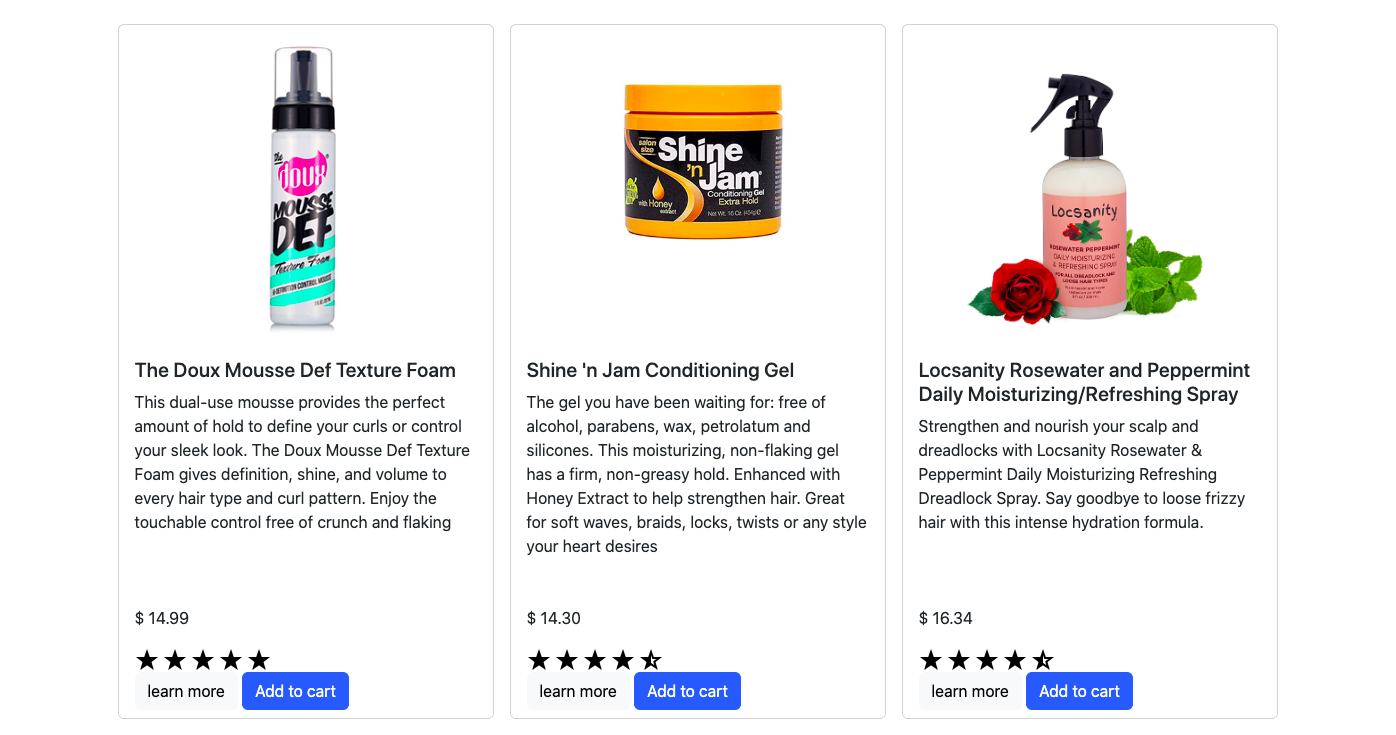 the
doux
MOUSSE
DEF
Texture Foam
HI-DEFINITION CONTROL MOUSSE
salon
size
Shine
'n
Jam
with Honey
extract
Conditioning Gel
Extra Hold
Net Wt. 16 Oz. (454g)
Locsanity
ROSEWATER PEPPERMINT
DAILY MOISTURIZING
& REFRESHING SPRAY
FOR ALL DREADLOCK AND
LOOSE HAIR TYPES
The Doux Mousse Def Texture Foam
This dual-use mousse provides the perfect
amount of hold to define your curls or control
your sleek look. The Doux Mousse Def Texture
Foam gives definition, shine, and volume to
every hair type and curl pattern. Enjoy the
touchable control free of crunch and flaking
$ 14.99
learn more
Add to cart
Shine 'n Jam Conditioning Gel
The gel you have been waiting for: free of
alcohol, parabens, wax, petrolatum and
silicones. This moisturizing, non-flaking gel
has a firm, non-greasy hold. Enhanced with
Honey Extract to help strengthen hair. Great
for soft waves, braids, locks, twists or any style
your heart desires
$ 14.30
learn more
Add to cart
Locsanity Rosewater and Peppermint
Daily Moisturizing/Refreshing Spray
Strengthen and nourish your scalp and
dreadlocks with Locsanity Rosewater &
Peppermint Daily Moisturizing Refreshing
Dreadlock Spray. Say goodbye to loose frizzy
hair with this intense hydration formula.
$ 16.34
learn more
Add to cart